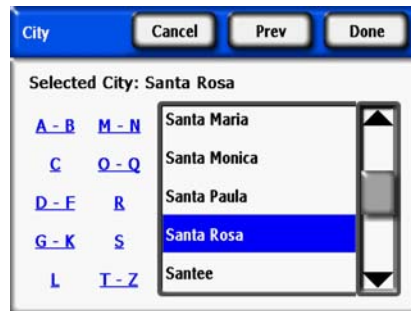 City Cancel Prev Done
Selected City: Santa Rosa
A - B M - N
C O - Q
D - F R
G - K S
L T - Z
Santa Maria
Santa Monica
Santa Paula
Santa Rosa
Santee